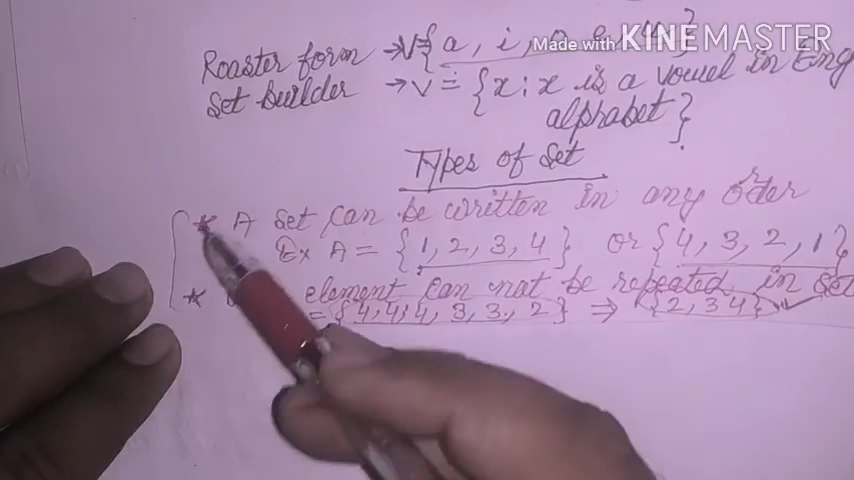 Roaster form → V = { a, i, o, e, u }
Made with KINEMASTER
Set builder → V = { x : x is a vowel in Eng
alphabet }.
Types of Set
* A set can be written in any order
Ex A = { 1, 2, 3, 4 } or { 4, 3, 2, 1 }
* element can not be repeated in set
= { 4, 4, 4, 3, 3, 2 } ⇒ { 2, 3 4 }